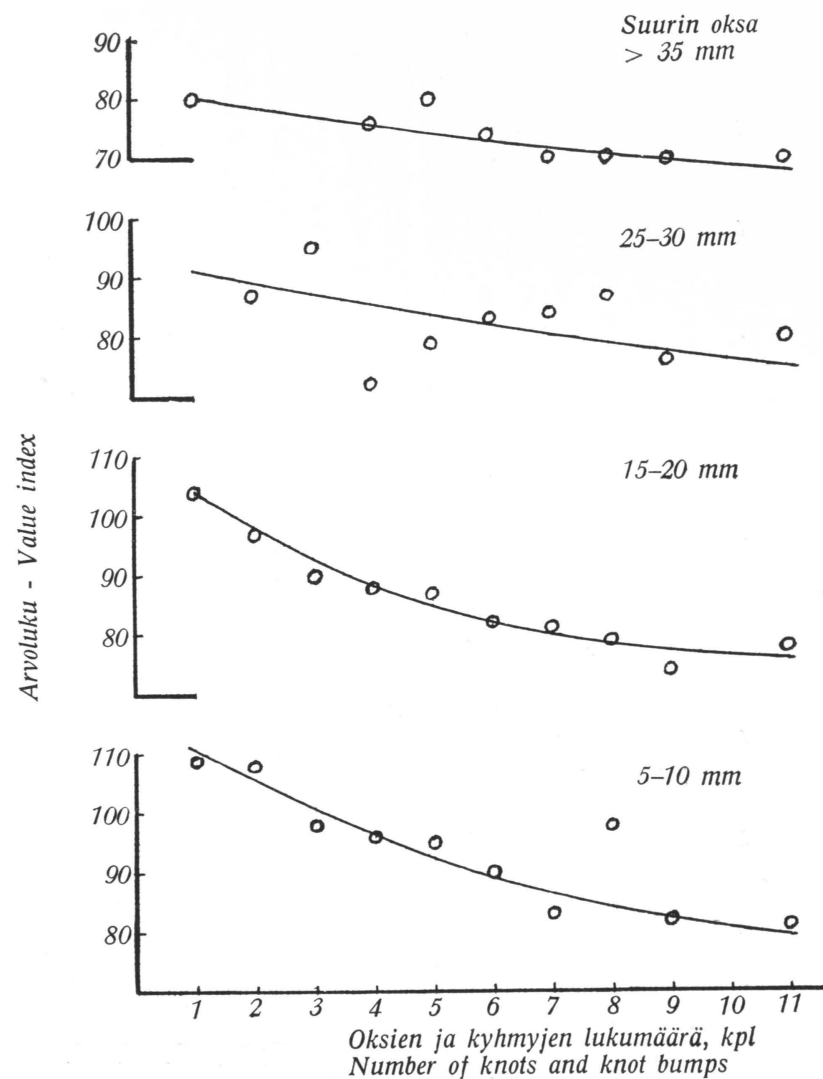 Suurin oksa
> 35 mm
90
80
70
25–30 mm
100
90
80
15–20 mm
110
100
90
80
5–10 mm
110
100
90
80
Arvoluku - Value index
1 2 3 4 5 6 7 8 9 10 11
Oksien ja kyhmyjen lukumäärä, kpl
Number of knots and knot bumps